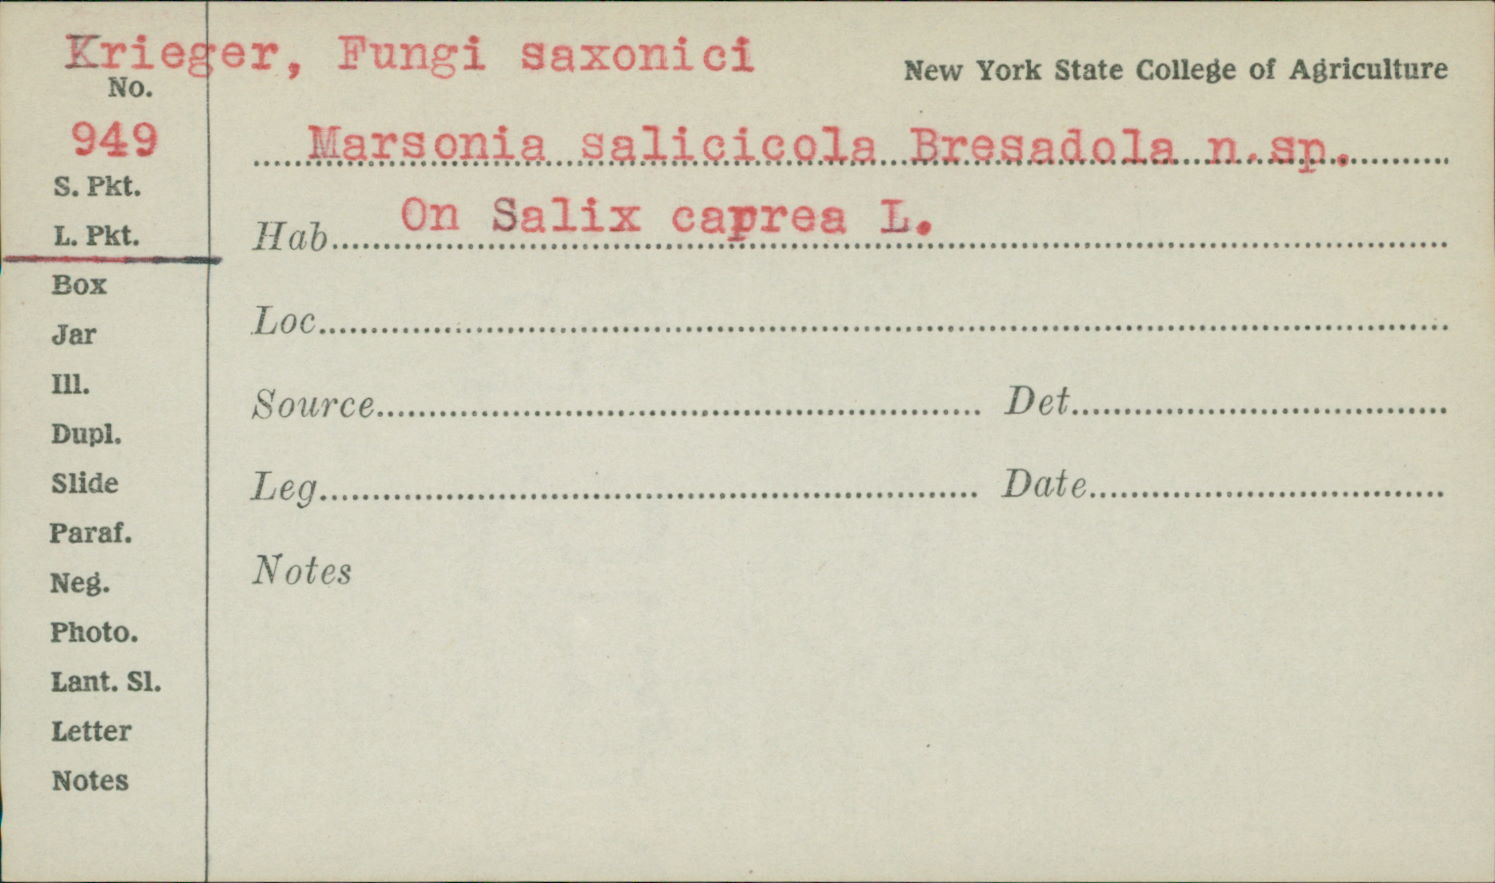 Krieger, Fungi saxonici
New York State College of Agriculture
No.
949
Marsonia salicicola Bresadola n.sp.
S. Pkt.
Hab. On Salix caprea L.
L. Pkt.
Box
Loc.
Jar
Ill.
Source Det.
Dupl.
Slide
Leg. Date
Paraf.
Notes
Neg.
Photo.
Lant. Sl.
Letter
Notes